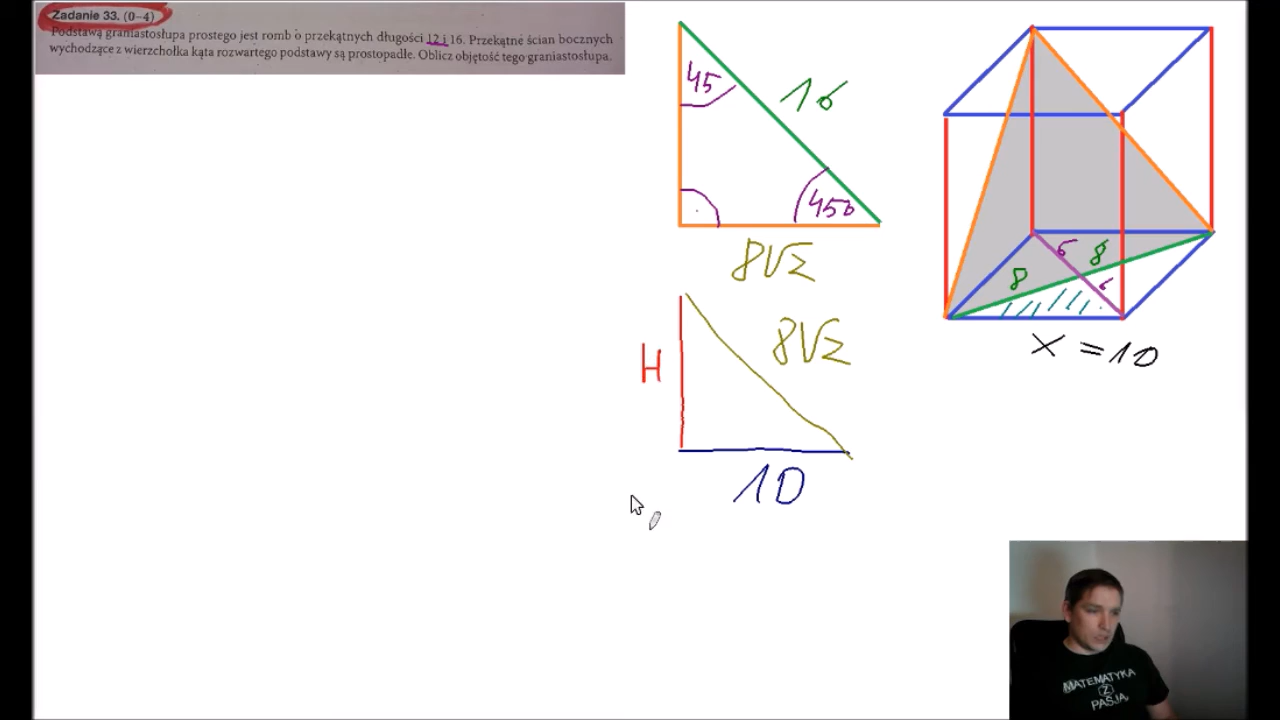 Zadanie 33. (0–4)
Podstawą graniastosłupa prostego jest romb o przekątnych długości 12 i 16. Przekątne ścian bocznych
wychodzące z wierzchołka kąta rozwartego podstawy są prostopadłe. Oblicz objętość tego graniastosłupa.
45
16
450
8√2
H
8√2
10
6
8
8
6
x = 10
MATEMATYKA
Z
PASJĄ